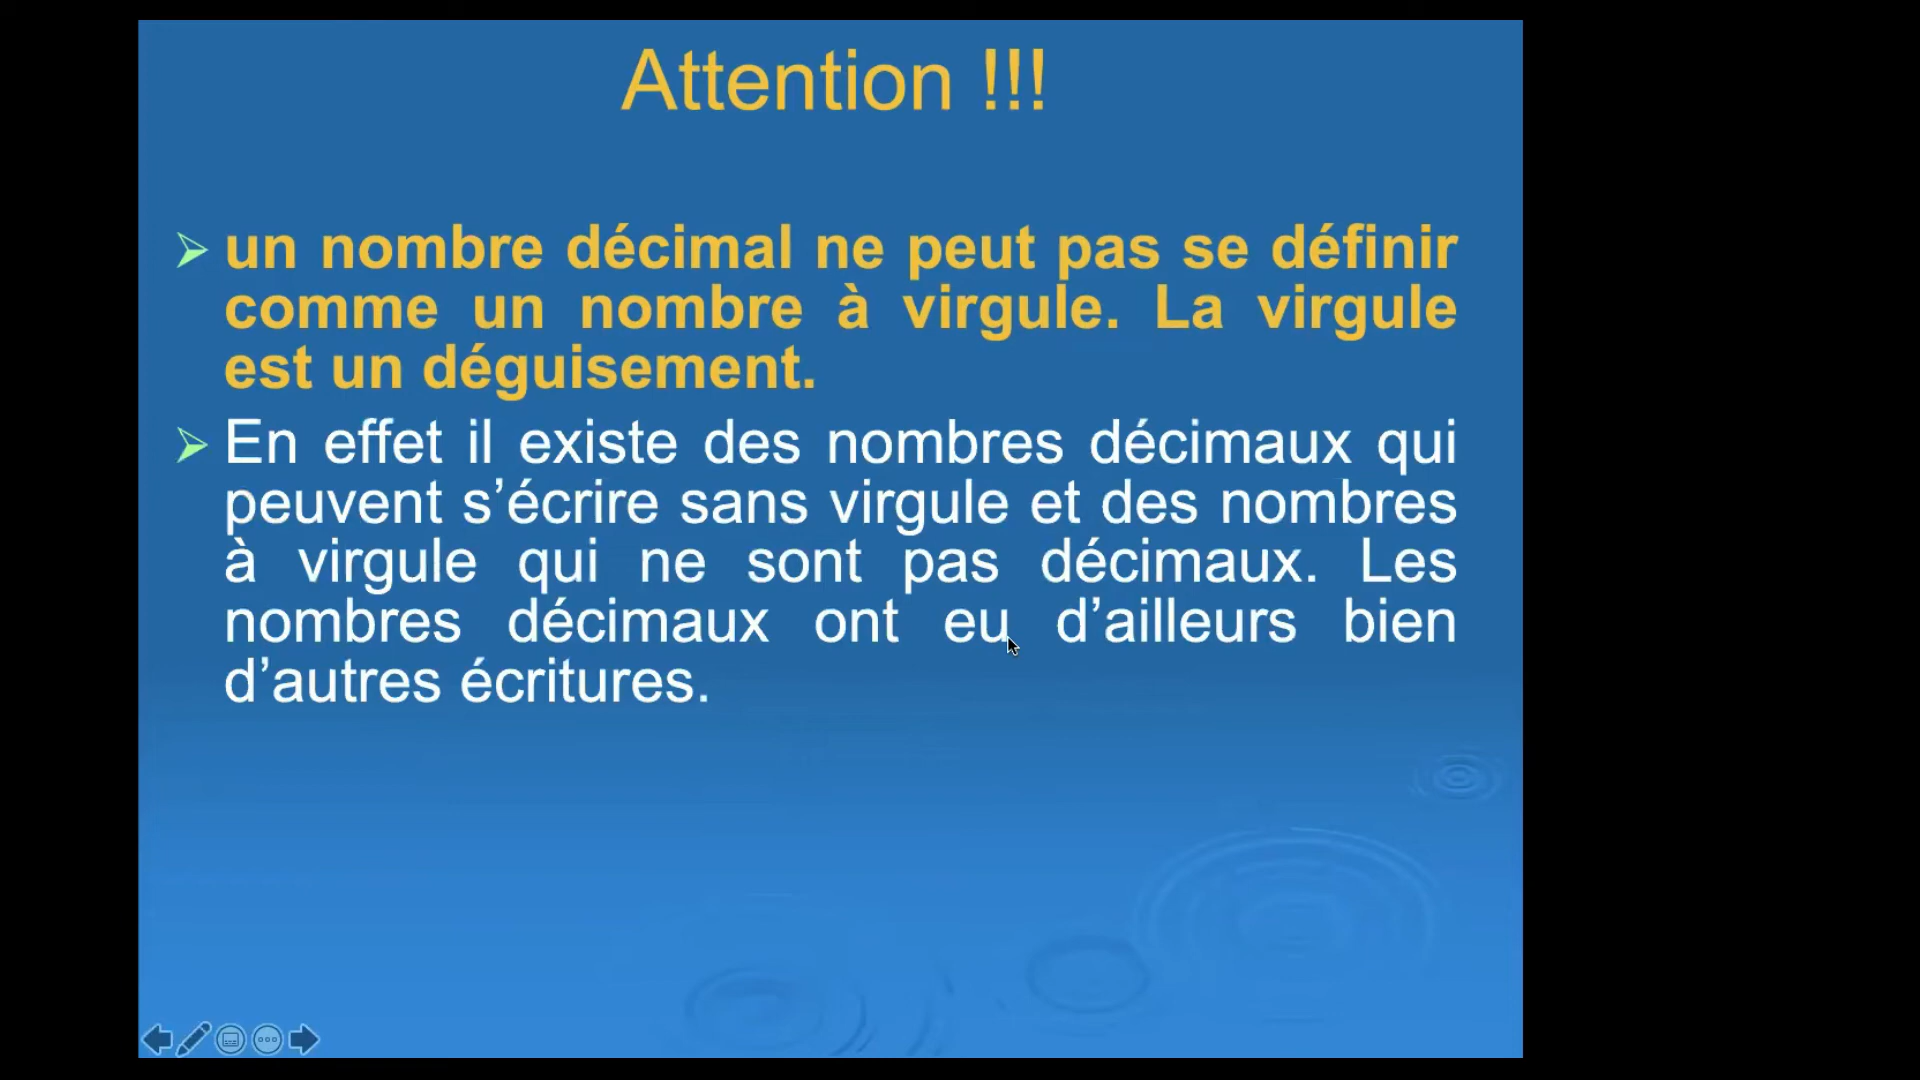 Attention !!!
un nombre décimal ne peut pas se définir
comme un nombre à virgule. La virgule
est un déguisement.
En effet il existe des nombres décimaux qui
peuvent s’écrire sans virgule et des nombres
à virgule qui ne sont pas décimaux. Les
nombres décimaux ont eu d’ailleurs bien
d’autres écritures.